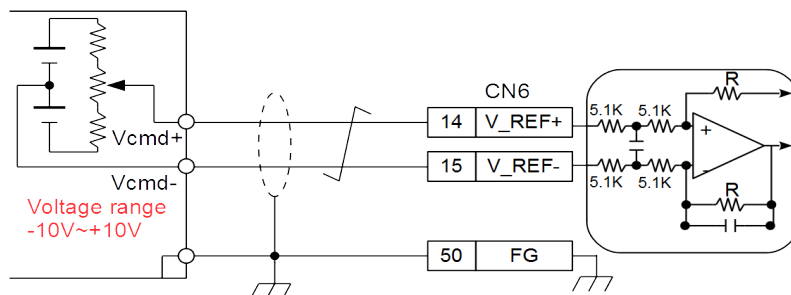 CN6
R
5.1K 5.1K
14 V_REF+
+
Vcmd+
15 V_REF-
-
Vcmd-
5.1K 5.1K
R
Voltage range
-10V~+10V
50 FG